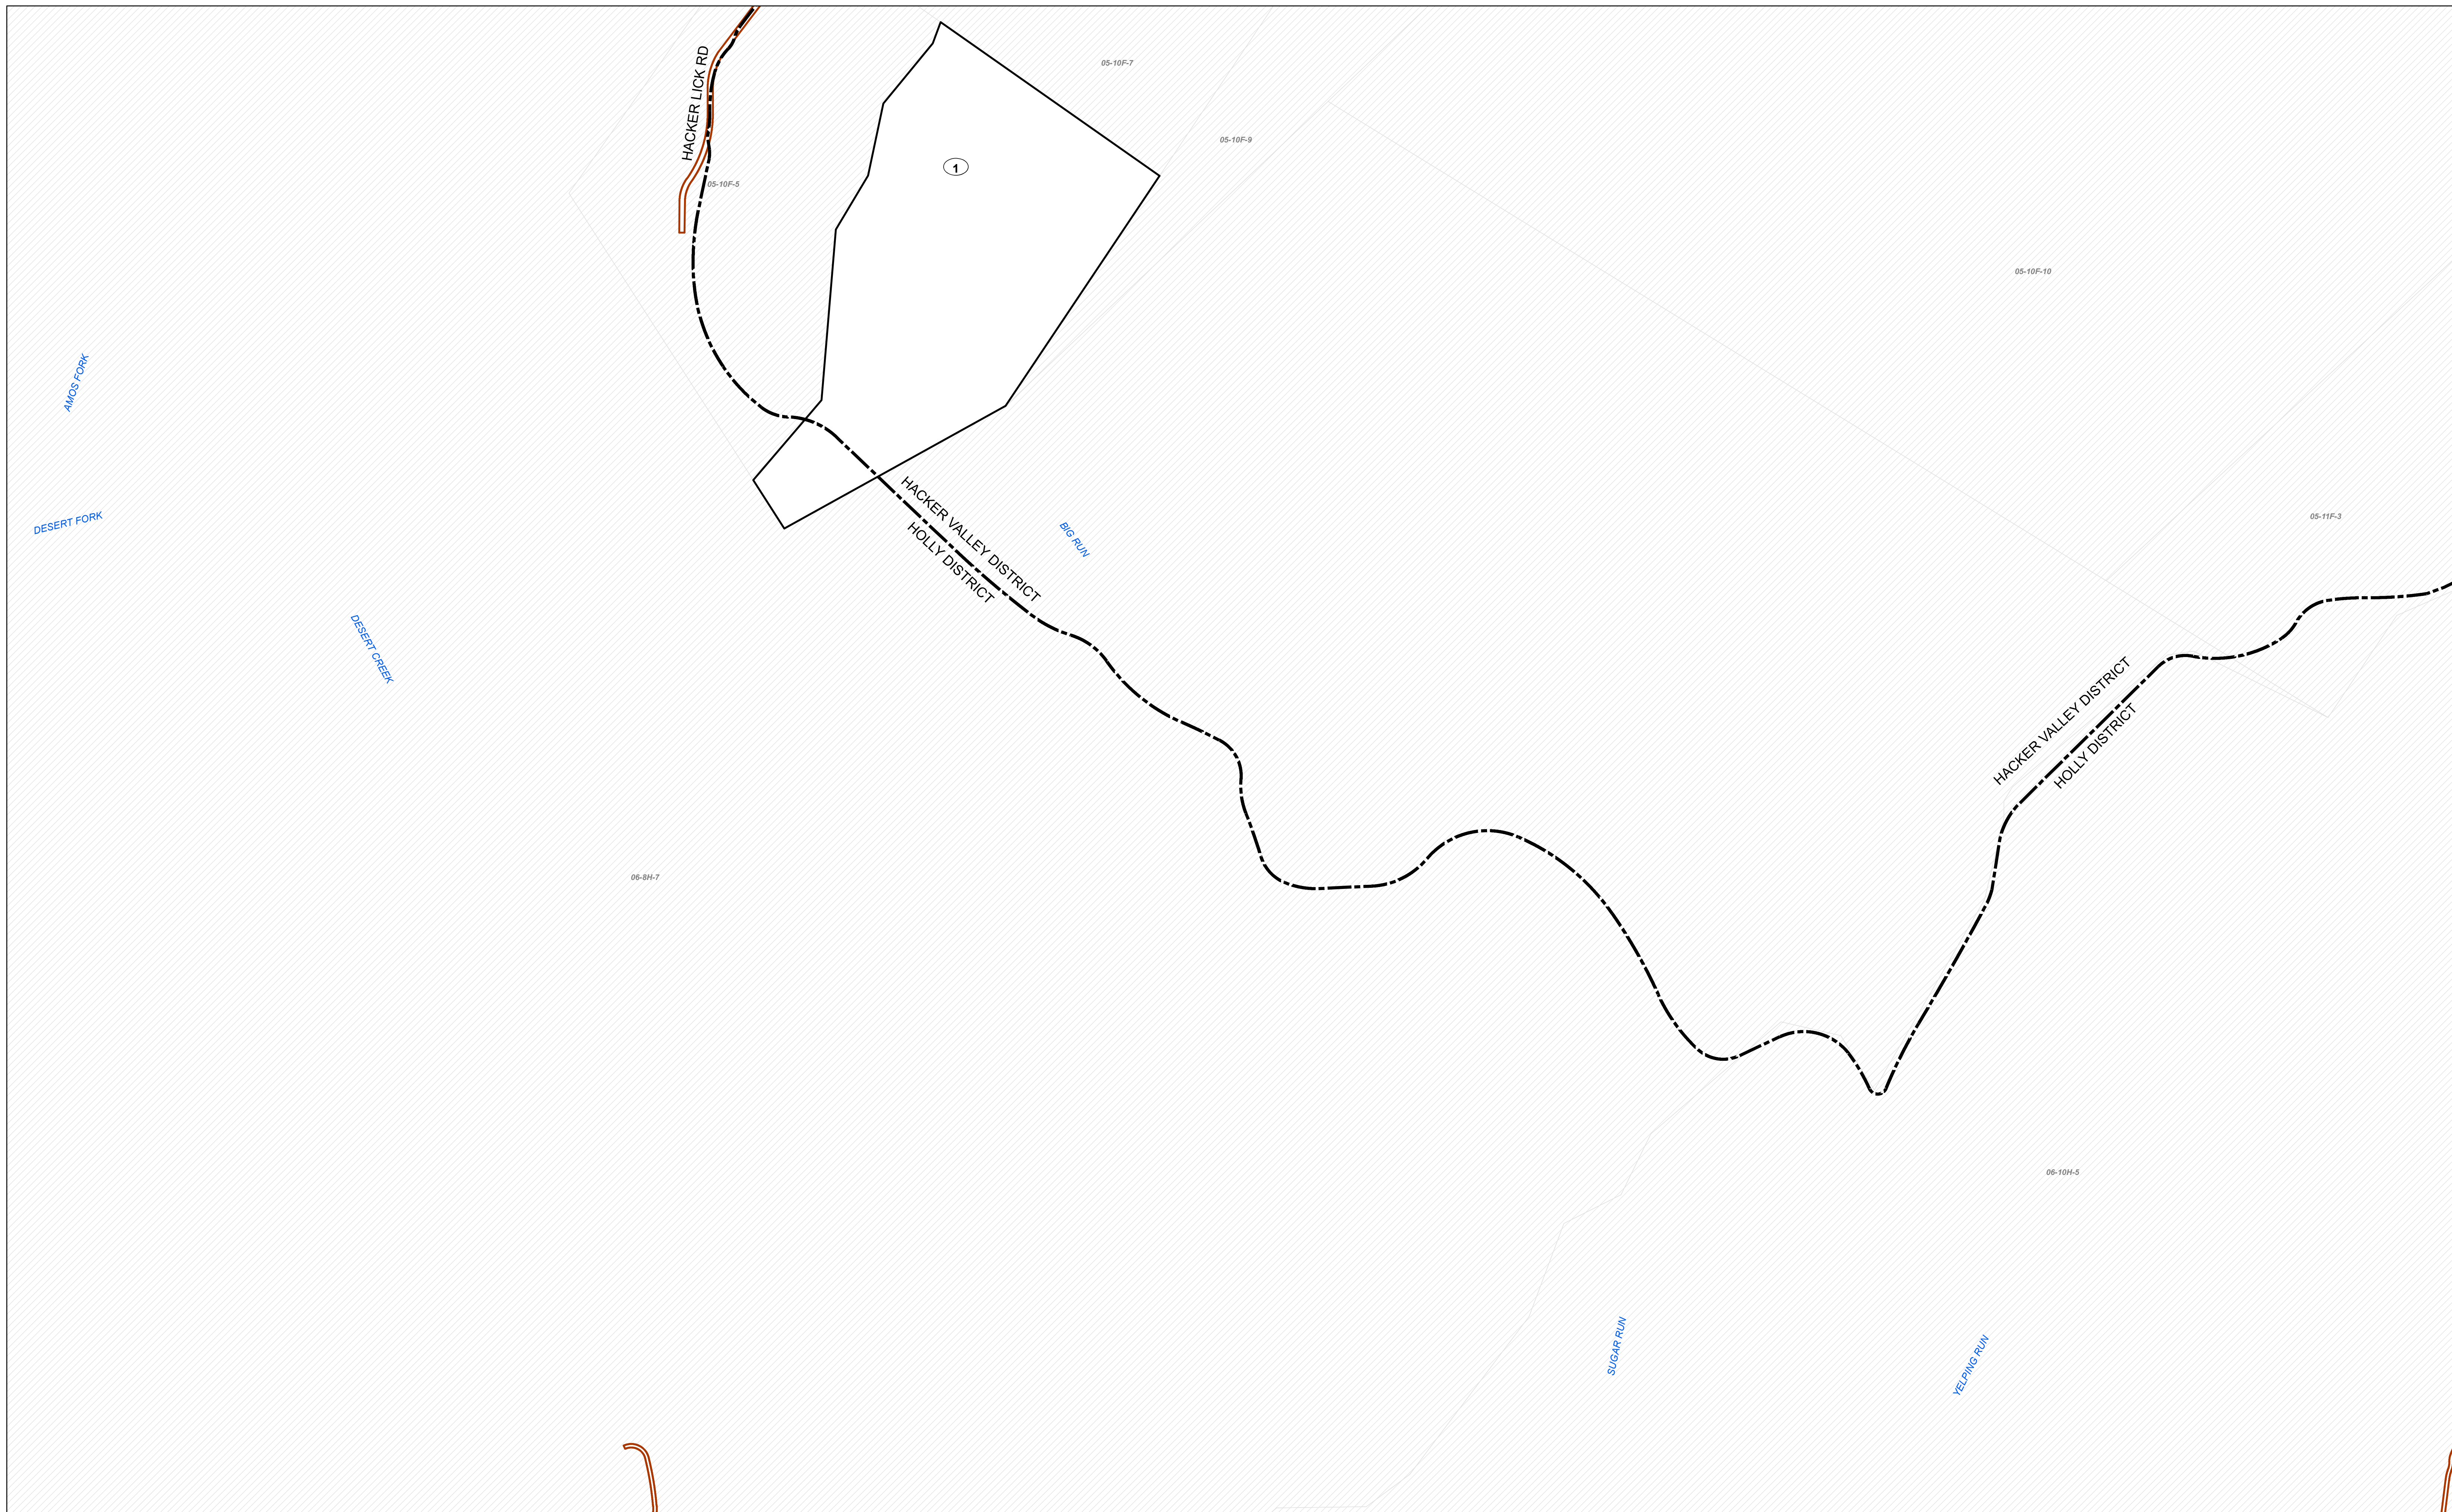 HACKER LICK RD
05-10F-7
05-10F-9
1
05-10F-5
05-10F-10
AMOS FORK
DESERT FORK
HACKER VALLEY DISTRICT
HOLLY DISTRICT
BIG RUN
05-11F-3
DESERT CREEK
HACKER VALLEY DISTRICT
HOLLY DISTRICT
06-8H-7
06-10H-5
SUGAR RUN
YELPING RUN